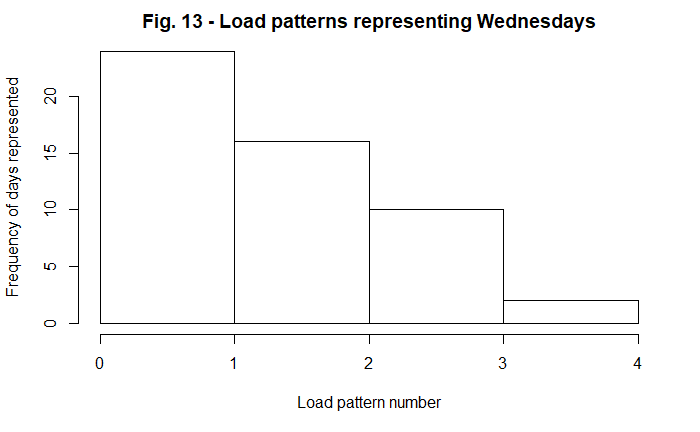 Fig. 13 - Load patterns representing Wednesdays
Frequency of days represented
20
15
10
5
0
0 1 2 3 4
Load pattern number